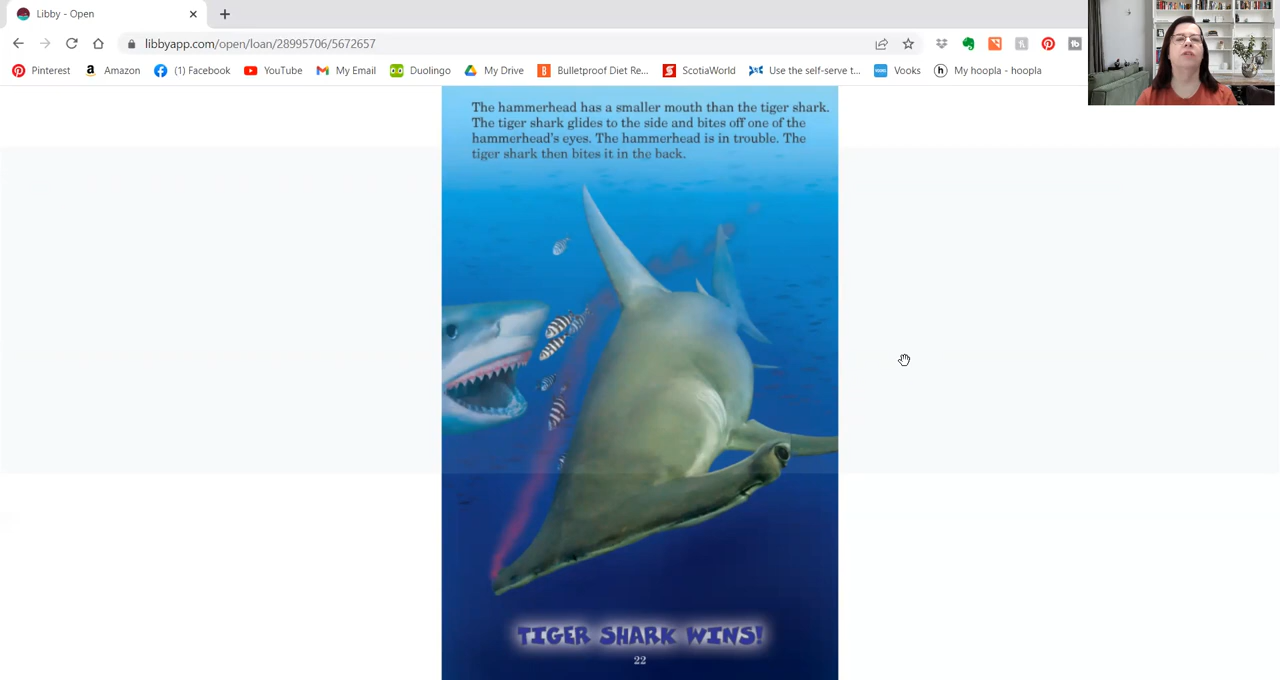 Libby - Open
libbyapp.com/open/loan/28995706/5672657
Pinterest
Amazon
(1) Facebook
YouTube
My Email
Duolingo
My Drive
Bulletproof Diet Re...
ScotiaWorld
Use the self-serve t...
Vooks
My hoopla - hoopla
The hammerhead has a smaller mouth than the tiger shark.
The tiger shark glides to the side and bites off one of the
hammerhead's eyes. The hammerhead is in trouble. The
tiger shark then bites it in the back.
TIGER SHARK WINS!
22